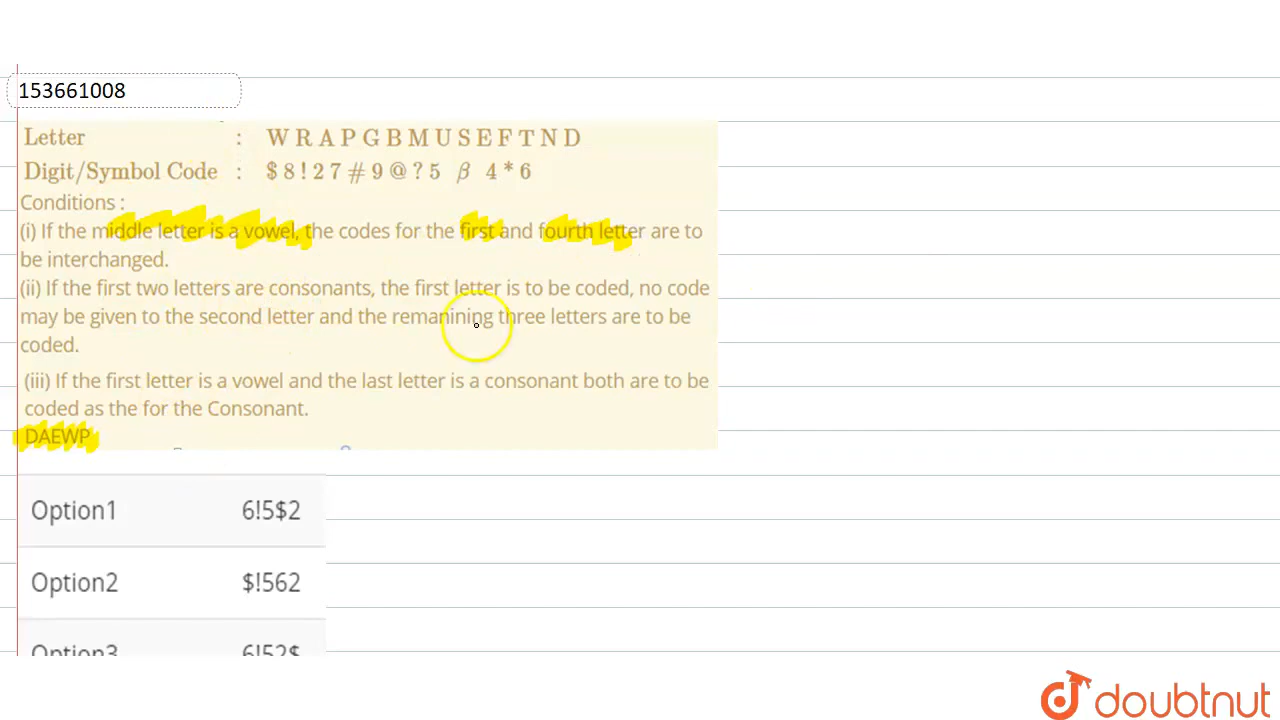 153661008
Letter : W R A P G B M U S E F T N D
Digit/Symbol Code : $ 8 ! 2 7 # 9 @ ? 5 β 4 * 6
Conditions :
(i) If the middle letter is a vowel, the codes for the first and fourth letter are to
be interchanged.
(ii) If the first two letters are consonants, the first letter is to be coded, no code
may be given to the second letter and the remanining three letters are to be
coded.
(iii) If the first letter is a vowel and the last letter is a consonant both are to be
coded as the for the Consonant.
DAEWP
Option1 6!5$2
Option2 $!562
Option3 6!52$
doubtnut